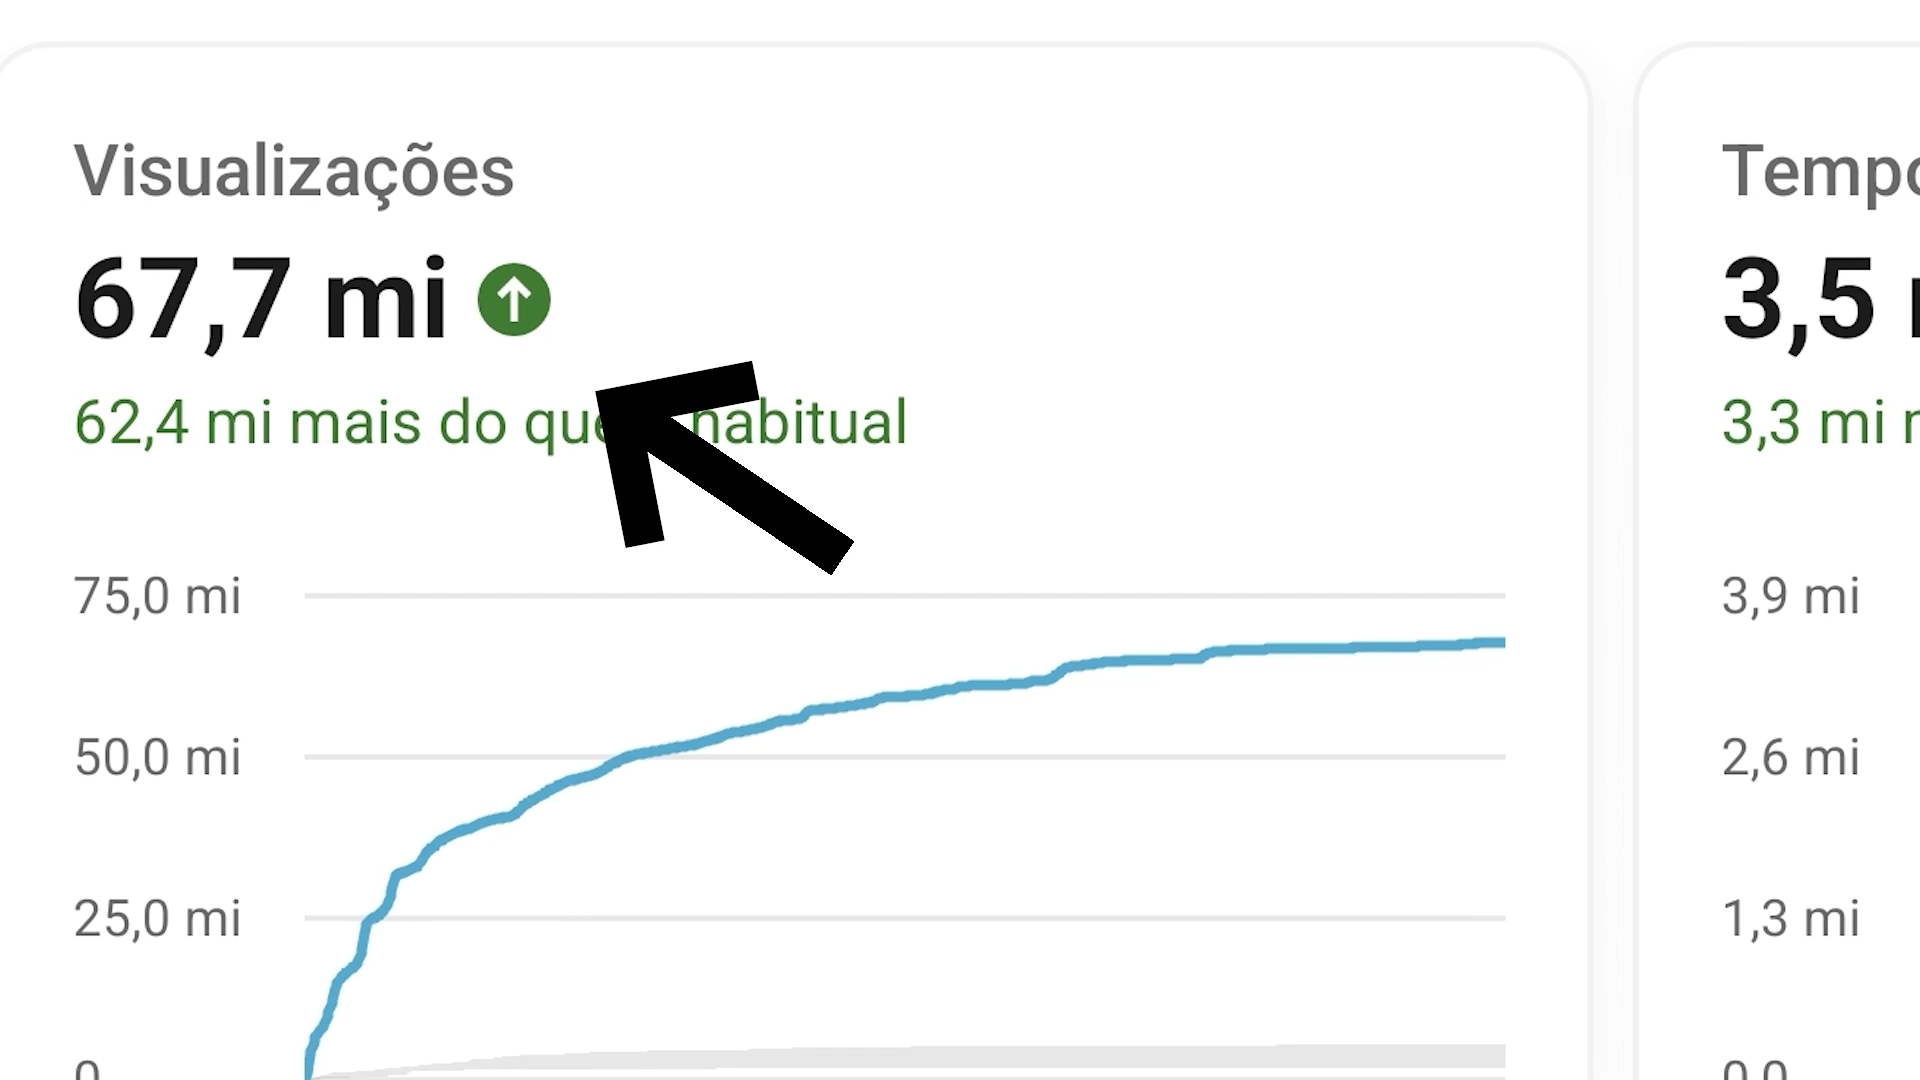 Visualizações
67,7 mi
62,4 mi mais do que habitual
75,0 mi
50,0 mi
25,0 mi
0
Tempo
3,5
3,3 mi
3,9 mi
2,6 mi
1,3 mi
0,0